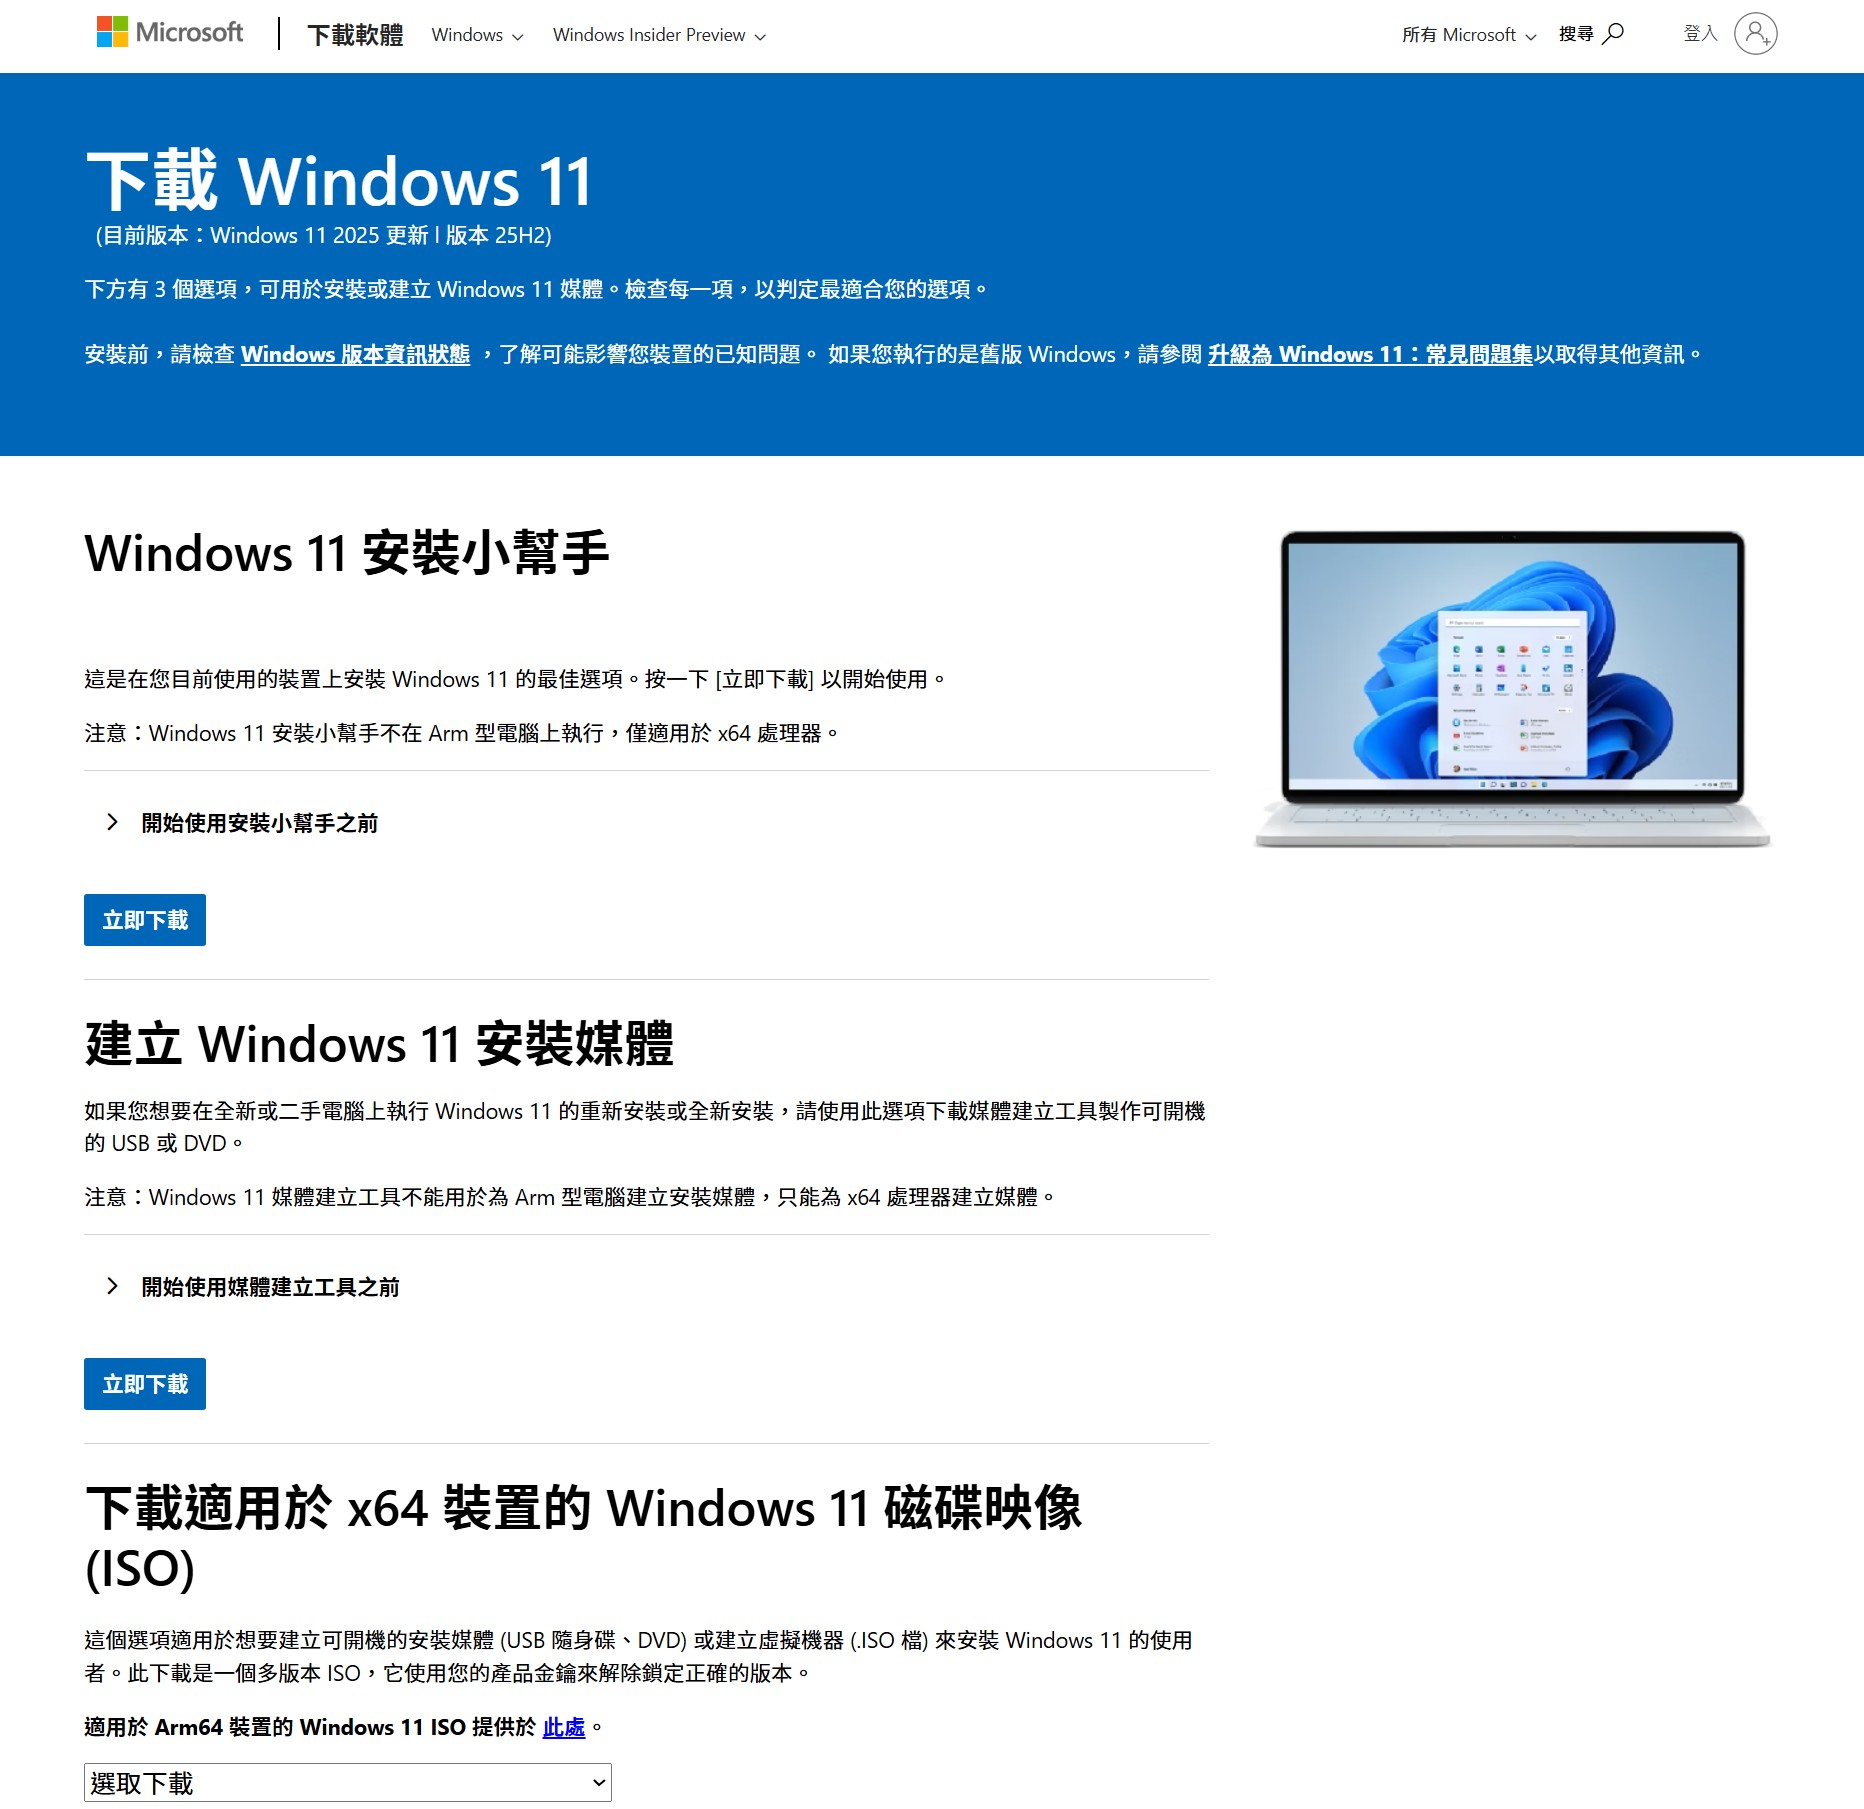 Microsoft 下載軟體 Windows Windows Insider Preview 所有 Microsoft 搜尋 登入
下載 Windows 11
(目前版本：Windows 11 2025 更新 l 版本 25H2)
下方有 3 個選項，可用於安裝或建立 Windows 11 媒體。檢查每一項，以判定最適合您的選項。
安裝前，請檢查 Windows 版本資訊狀態 ，了解可能影響您裝置的已知問題。 如果您執行的是舊版 Windows，請參閱 升級為 Windows 11：常見問題集以取得其他資訊。
Windows 11 安裝小幫手
這是在您目前使用的裝置上安裝 Windows 11 的最佳選項。按一下 [立即下載] 以開始使用。
注意：Windows 11 安裝小幫手不在 Arm 型電腦上執行，僅適用於 x64 處理器。
開始使用安裝小幫手之前
立即下載
建立 Windows 11 安裝媒體
如果您想要在全新或二手電腦上執行 Windows 11 的重新安裝或全新安裝，請使用此選項下載媒體建立工具製作可開機
的 USB 或 DVD。
注意：Windows 11 媒體建立工具不能用於為 Arm 型電腦建立安裝媒體，只能為 x64 處理器建立媒體。
開始使用媒體建立工具之前
立即下載
下載適用於 x64 裝置的 Windows 11 磁碟映像
(ISO)
這個選項適用於想要建立可開機的安裝媒體 (USB 隨身碟、DVD) 或建立虛擬機器 (.ISO 檔) 來安裝 Windows 11 的使用
者。此下載是一個多版本 ISO，它使用您的產品金鑰來解除鎖定正確的版本。
適用於 Arm64 裝置的 Windows 11 ISO 提供於 此處。
選取下載